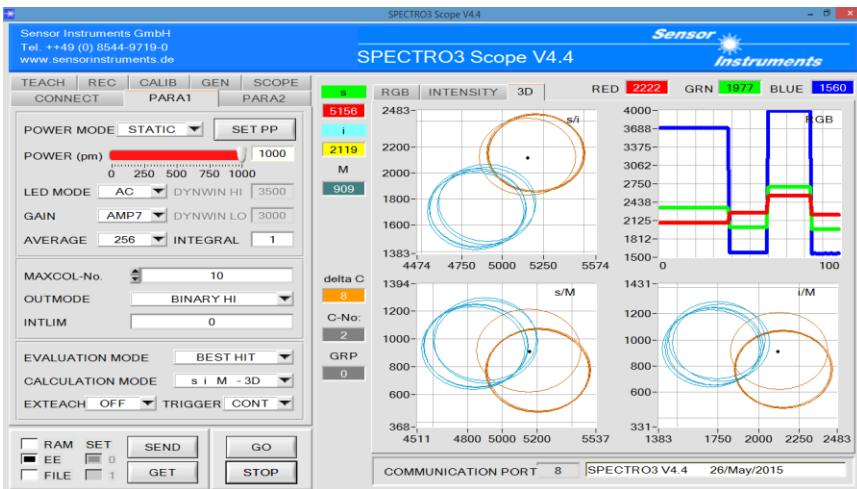 SPECTRO3 Scope V4.4
Sensor Instruments GmbH
Tel. ++49 (0) 8544-9719-0
www.sensorinstruments.de
SPECTRO3 Scope V4.4
Sensor
Instruments
TEACH REC CALIB GEN SCOPE
CONNECT PARA1 PARA2
POWER MODE STATIC SET PP
POWER (pm) 1000
0 250 500 750 1000
LED MODE AC DYNWIN HI 3500
GAIN AMP7 DYNWIN LO 3000
AVERAGE 256 INTEGRAL 1
MAXCOL-No. 10
OUTMODE BINARY HI
INTLIM 0
EVALUATION MODE BEST HIT
CALCULATION MODE s i M - 3D
EXTEACH OFF TRIGGER CONT
RAM SET
EE 0
FILE 1
SEND GO
GET STOP
s
5156
i
2119
M
909
delta C
8
C-No:
2
GRP
0
RGB INTENSITY 3D
RED 2222 GRN 1977 BLUE 1560
s/i
2483
2200
2000
1800
1600
1383
4474 4750 5000 5250 5574
RGB
4000
3688
3375
3062
2750
2438
2125
1812
1500
0 100
s/M
1394
1200
1000
800
600
368
4511 4800 5000 5200 5537
i/M
1431
1200
1000
800
600
331
1383 1750 2000 2250 2483
COMMUNICATION PORT 8 SPECTRO3 V4.4 26/May/2015